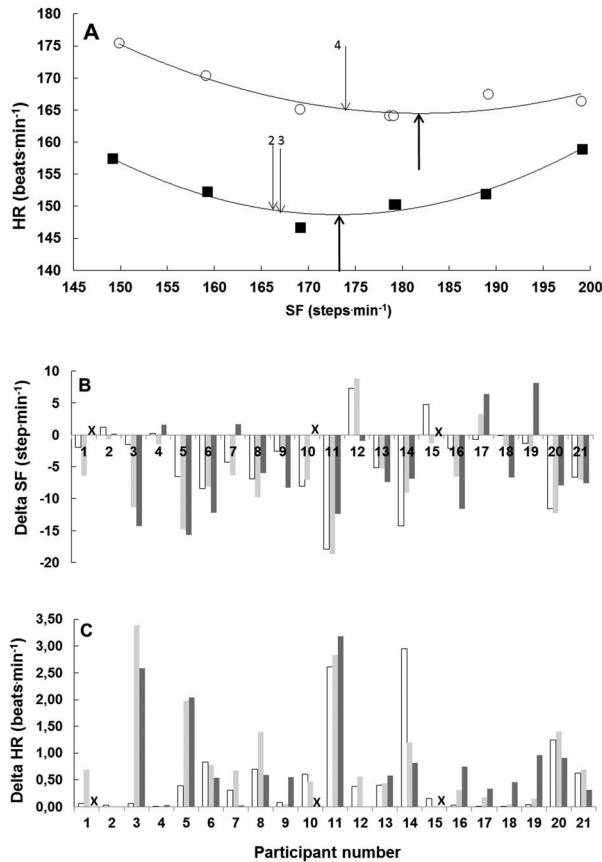 A
HR (beats·min⁻¹)
180
175
170
165
160
155
150
145
140
4
2 3
145 150 155 160 165 170 175 180 185 190 195 200
SF (steps·min⁻¹)
B
Delta SF (step·min⁻¹)
10
5
0
-5
-10
-15
-20
x x x
1 2 3 4 5 6 7 8 9 10 11 12 13 14 15 16 17 18 19 20 21
C
Delta HR (beats·min⁻¹)
3,50
3,00
2,50
2,00
1,50
1,00
0,50
0,00
x x x
1 2 3 4 5 6 7 8 9 10 11 12 13 14 15 16 17 18 19 20 21
Participant number